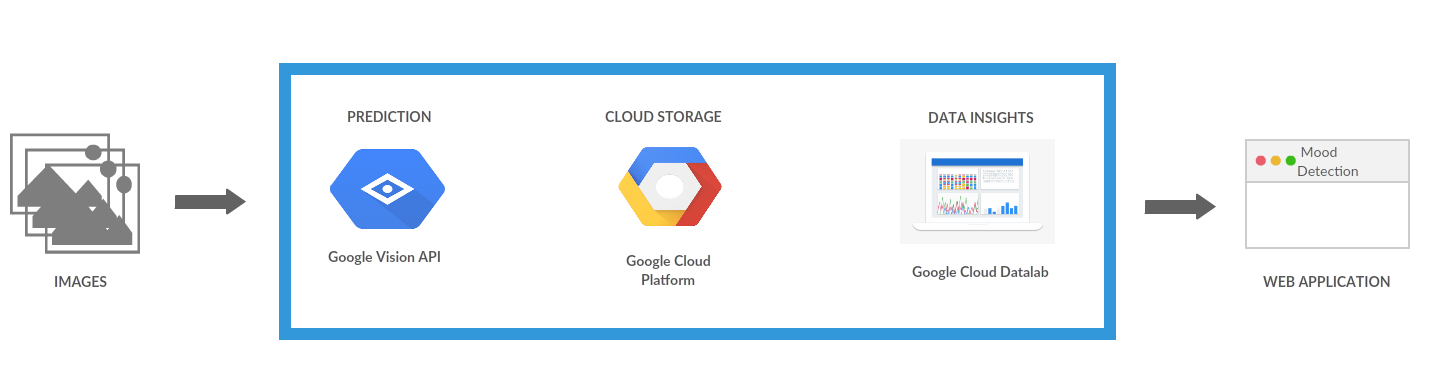 PREDICTION
CLOUD STORAGE
DATA INSIGHTS
Mood
Detection
Google Vision API
Google Cloud
Platform
Google Cloud Datalab
IMAGES
WEB APPLICATION